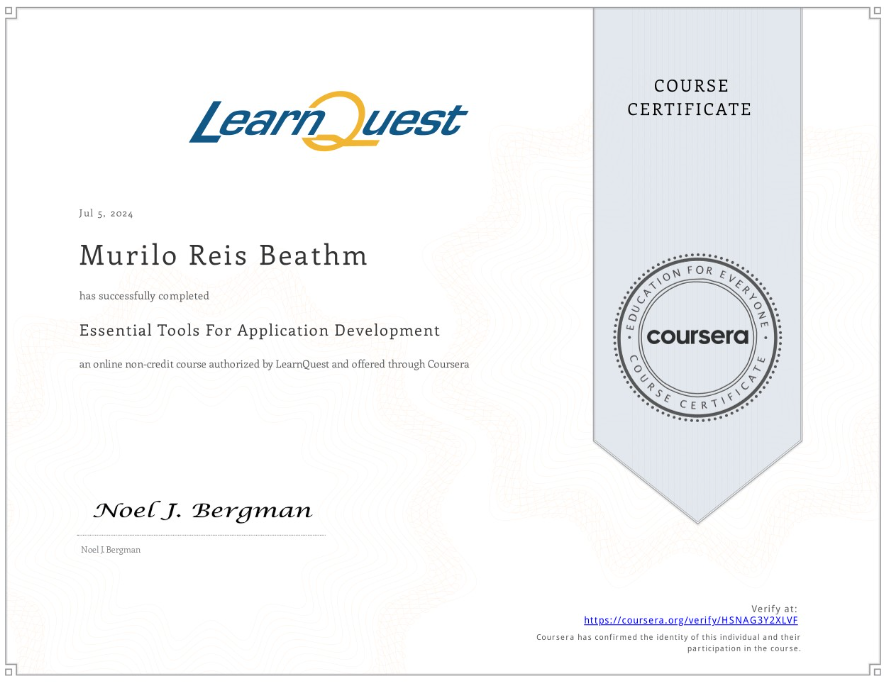 LearnQuest
COURSE
CERTIFICATE
Jul 5, 2024
Murilo Reis Beathm
has successfully completed
Essential Tools For Application Development
an online non-credit course authorized by LearnQuest and offered through Coursera
EDUCATION FOR EVERYONE
coursera
COURSE CERTIFICATE
Noel J. Bergman
Noel J. Bergman
Verify at:
https://coursera.org/verify/HSNAG3Y2XLVF
Coursera has confirmed the identity of this individual and their
participation in the course.